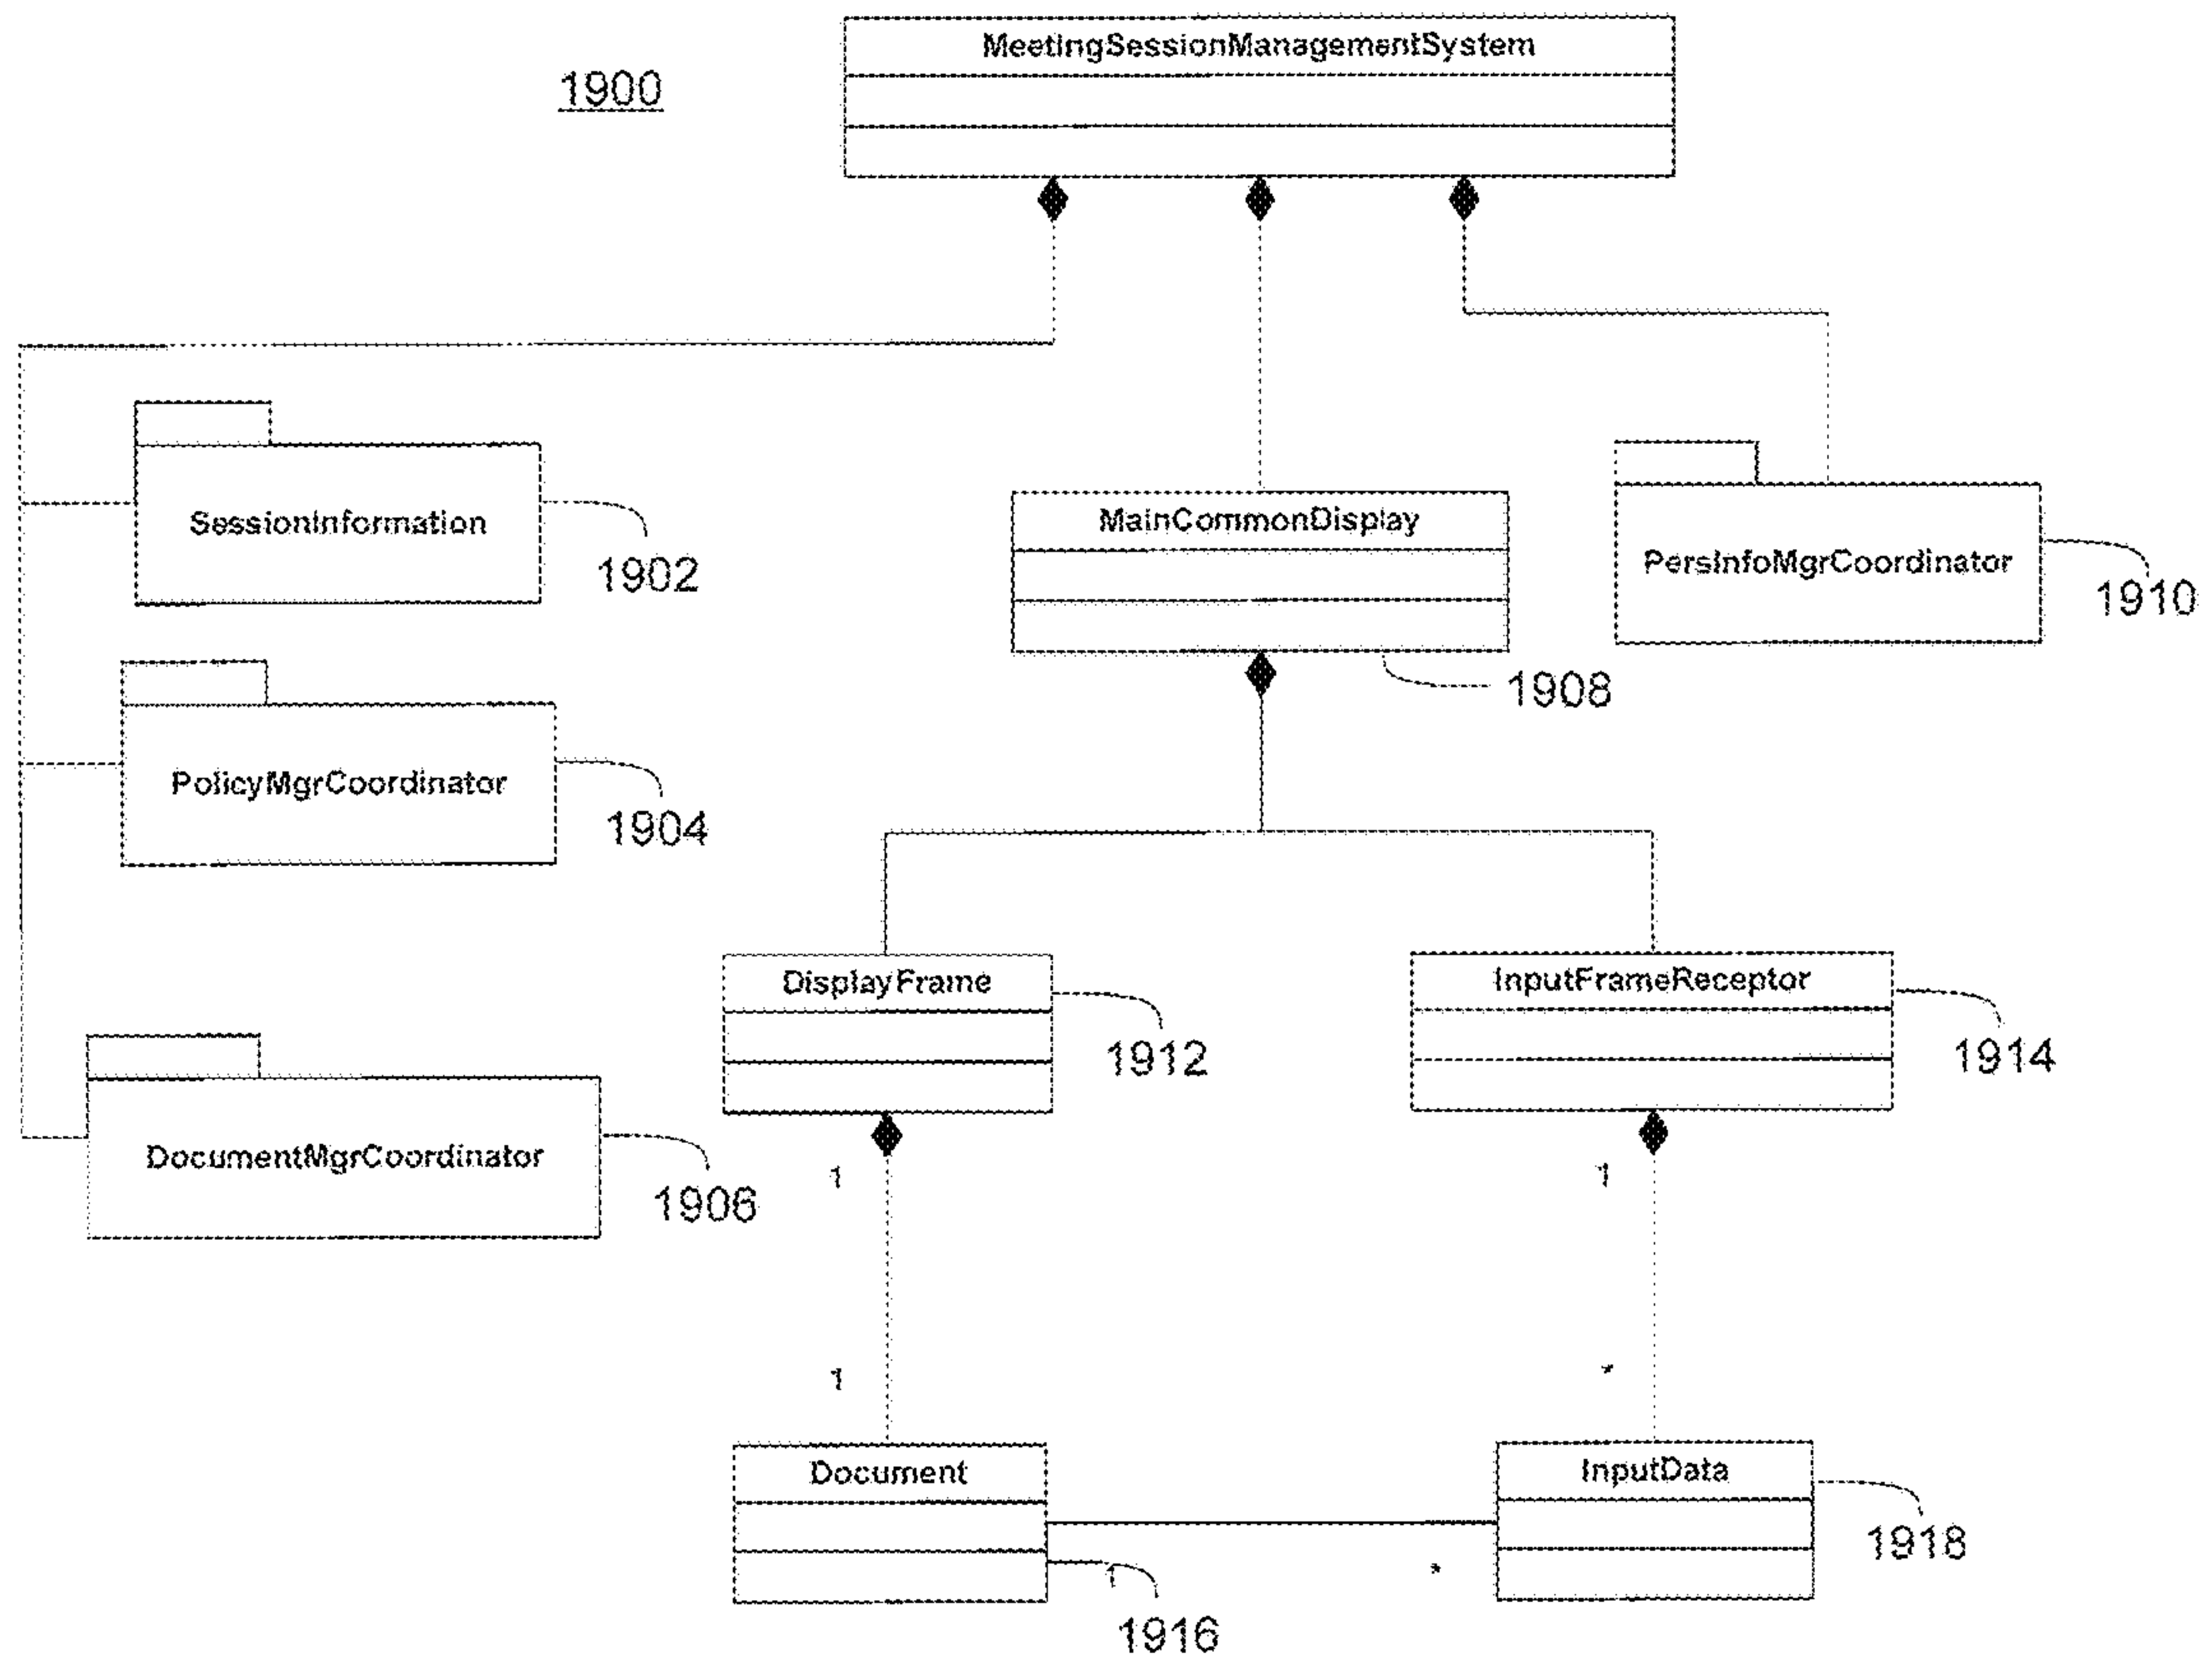 MeetingSessionManagementSystem
1900
SessionInformation
1902
MainCommonDisplay
PersInfoMgrCoordinator
1910
1908
PolicyMgrCoordinator
1904
DisplayFrame
InputFrameReceptor
1912
1914
DocumentMgrCoordinator
1906
1
1
1
*
Document
InputData
1918
1
*
1916